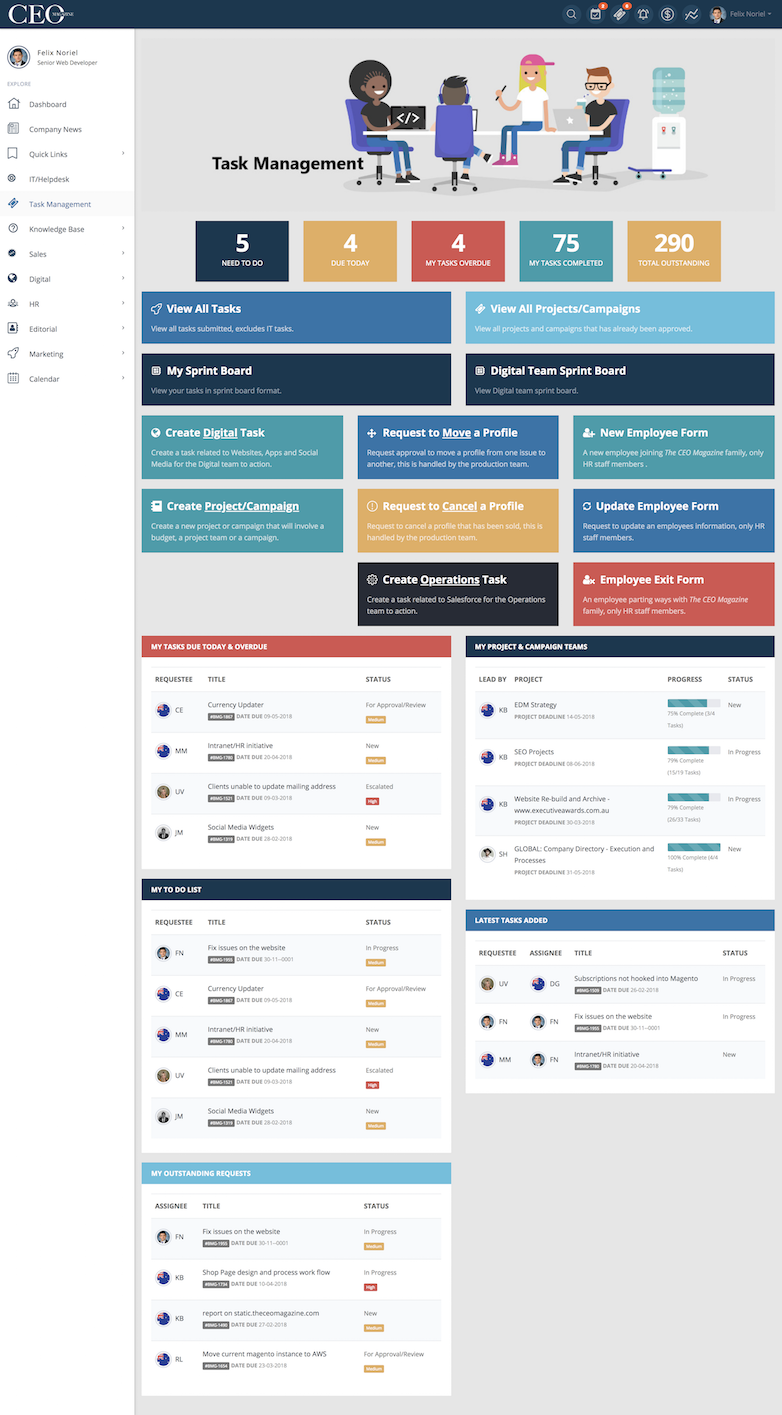 CEO MAGAZINE
Felix Noriel
Felix Noriel
Senior Web Developer
EXPLORE
Dashboard
Company News
Quick Links
IT/Helpdesk
Task Management
Knowledge Base
Sales
Digital
HR
Editorial
Marketing
Calendar
</>
Task Management
5
NEED TO DO
4
DUE TODAY
4
MY TASKS OVERDUE
75
MY TASKS COMPLETED
290
TOTAL OUTSTANDING
View All Tasks
View all tasks submitted, excludes IT tasks.
View All Projects/Campaigns
View all projects and campaigns that has already been approved.
My Sprint Board
View your tasks in sprint board format.
Digital Team Sprint Board
View Digital team sprint board.
Create Digital Task
Create a task related to Websites, Apps and Social
Media for the Digital team to action.
Request to Move a Profile
Request approval to move a profile from one issue to
another, this is handled by the production team.
New Employee Form
A new employee joining The CEO Magazine family, only
HR staff members .
Create Project/Campaign
Create a new project or campaign that will involve a
budget, a project team or a campaign.
Request to Cancel a Profile
Request to cancel a profile that has been sold, this is
handled by the production team.
Update Employee Form
Request to update an employees information, only HR
staff members.
Create Operations Task
Create a task related to Salesforce for the Operations
team to action.
Employee Exit Form
An employee parting ways with The CEO Magazine
family, only HR staff members.
MY TASKS DUE TODAY & OVERDUE
REQUESTEE TITLE STATUS
CE Currency Updater For Approval/Review
#BMG-1867 DATE DUE 09-05-2018 Medium
MM Intranet/HR initiative New
#BMG-1780 DATE DUE 20-04-2018 Medium
UV Clients unable to update mailing address Escalated
#BMG-1521 DATE DUE 09-03-2018 High
JM Social Media Widgets New
#BMG-1319 DATE DUE 28-02-2018 Medium
MY TO DO LIST
REQUESTEE TITLE STATUS
FN Fix issues on the website In Progress
#BMG-1955 DATE DUE 30-11--0001 Medium
CE Currency Updater For Approval/Review
#BMG-1867 DATE DUE 09-05-2018 Medium
MM Intranet/HR initiative New
#BMG-1780 DATE DUE 20-04-2018 Medium
UV Clients unable to update mailing address Escalated
#BMG-1521 DATE DUE 09-03-2018 High
JM Social Media Widgets New
#BMG-1319 DATE DUE 28-02-2018 Medium
MY OUTSTANDING REQUESTS
ASSIGNEE TITLE STATUS
FN Fix issues on the website In Progress
#BMG-1955 DATE DUE 30-11--0001 Medium
KB Shop Page design and process work flow In Progress
#BMG-1734 DATE DUE 10-04-2018 High
KB report on static.theceomagazine.com New
#BMG-1490 DATE DUE 27-02-2018 Medium
RL Move current magento instance to AWS For Approval/Review
#BMG-1654 DATE DUE 23-03-2018 Medium
MY PROJECT & CAMPAIGN TEAMS
LEAD BY PROJECT PROGRESS STATUS
KB EDM Strategy New
PROJECT DEADLINE 14-05-2018 75% Complete (3/4
Tasks)
KB SEO Projects In Progress
PROJECT DEADLINE 08-06-2018 79% Complete
(15/19 Tasks)
KB Website Re-build and Archive - In Progress
www.executiveawards.com.au 79% Complete
PROJECT DEADLINE 30-03-2018 (26/33 Tasks)
SH GLOBAL: Company Directory - Execution and New
Processes 100% Complete (4/4
PROJECT DEADLINE 31-05-2018 Tasks)
LATEST TASKS ADDED
REQUESTEE ASSIGNEE TITLE STATUS
UV DG Subscriptions not hooked into Magento In Progress
#BMG-1509 DATE DUE 26-02-2018
FN FN Fix issues on the website In Progress
#BMG-1955 DATE DUE 30-11--0001
MM FN Intranet/HR initiative New
#BMG-1780 DATE DUE 20-04-2018